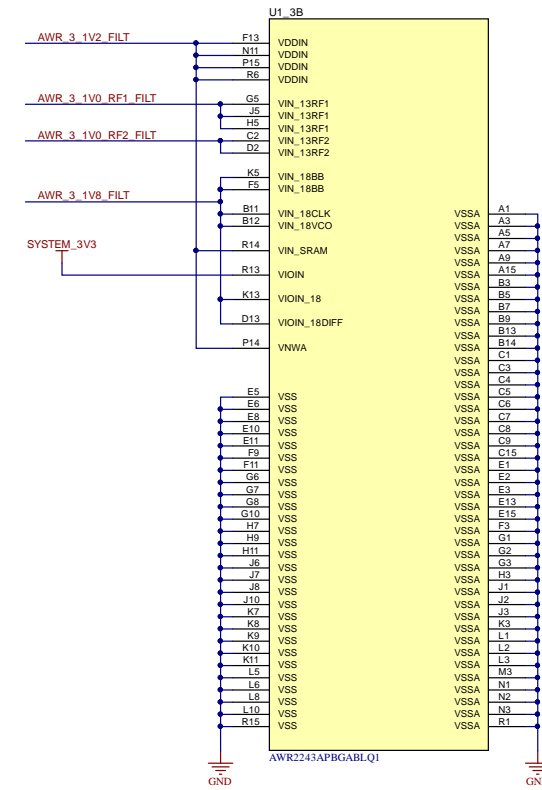 U1_3B
AWR_3_1V2_FILT F13 VDDIN
N11 VDDIN
P15 VDDIN
R6 VDDIN
AWR_3_1V0_RF1_FILT G5 VIN_13RF1
J5 VIN_13RF1
H5 VIN_13RF1
AWR_3_1V0_RF2_FILT C2 VIN_13RF2
D2 VIN_13RF2
K5 VIN_18BB
F5 VIN_18BB
AWR_3_1V8_FILT
B11 VIN_18CLK VSSA A1
B12 VIN_18VCO VSSA A3
VSSA A5
SYSTEM_3V3 R14 VIN_SRAM VSSA A7
VSSA A9
R13 VIOIN VSSA A15
VSSA B3
K13 VIOIN_18 VSSA B5
VSSA B7
D13 VIOIN_18DIFF VSSA B9
VSSA B13
P14 VNWA VSSA B14
VSSA C1
VSSA C3
VSSA C4
E5 VSS VSSA C5
E6 VSS VSSA C6
E8 VSS VSSA C7
E10 VSS VSSA C8
E11 VSS VSSA C9
F9 VSS VSSA C15
F11 VSS VSSA E1
G6 VSS VSSA E2
G7 VSS VSSA E3
G8 VSS VSSA E13
G10 VSS VSSA E15
H7 VSS VSSA F3
H9 VSS VSSA G1
H11 VSS VSSA G2
J6 VSS VSSA G3
J7 VSS VSSA H3
J8 VSS VSSA J1
J10 VSS VSSA J2
K7 VSS VSSA J3
K8 VSS VSSA K3
K9 VSS VSSA L1
K10 VSS VSSA L2
K11 VSS VSSA L3
L5 VSS VSSA M3
L6 VSS VSSA N1
L8 VSS VSSA N2
L10 VSS VSSA N3
R15 VSS VSSA R1
AWR2243APBGABLQ1
GND GN